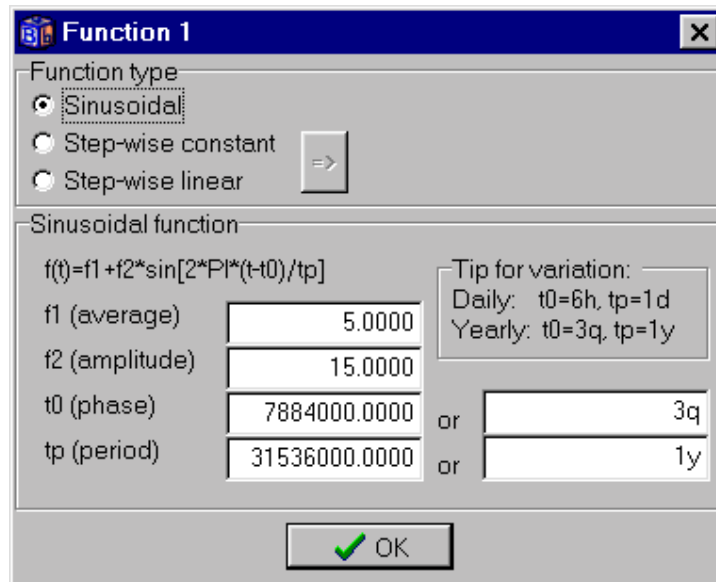 Function 1
Function type
Sinusoidal
Step-wise constant
=>
Step-wise linear
Sinusoidal function
f(t)=f1+f2*sin[2*PI*(t-t0)/tp]
Tip for variation:
Daily: t0=6h, tp=1d
Yearly: t0=3q, tp=1y
f1 (average) 5.0000
f2 (amplitude) 15.0000
t0 (phase) 7884000.0000 or 3q
tp (period) 31536000.0000 or 1y
OK